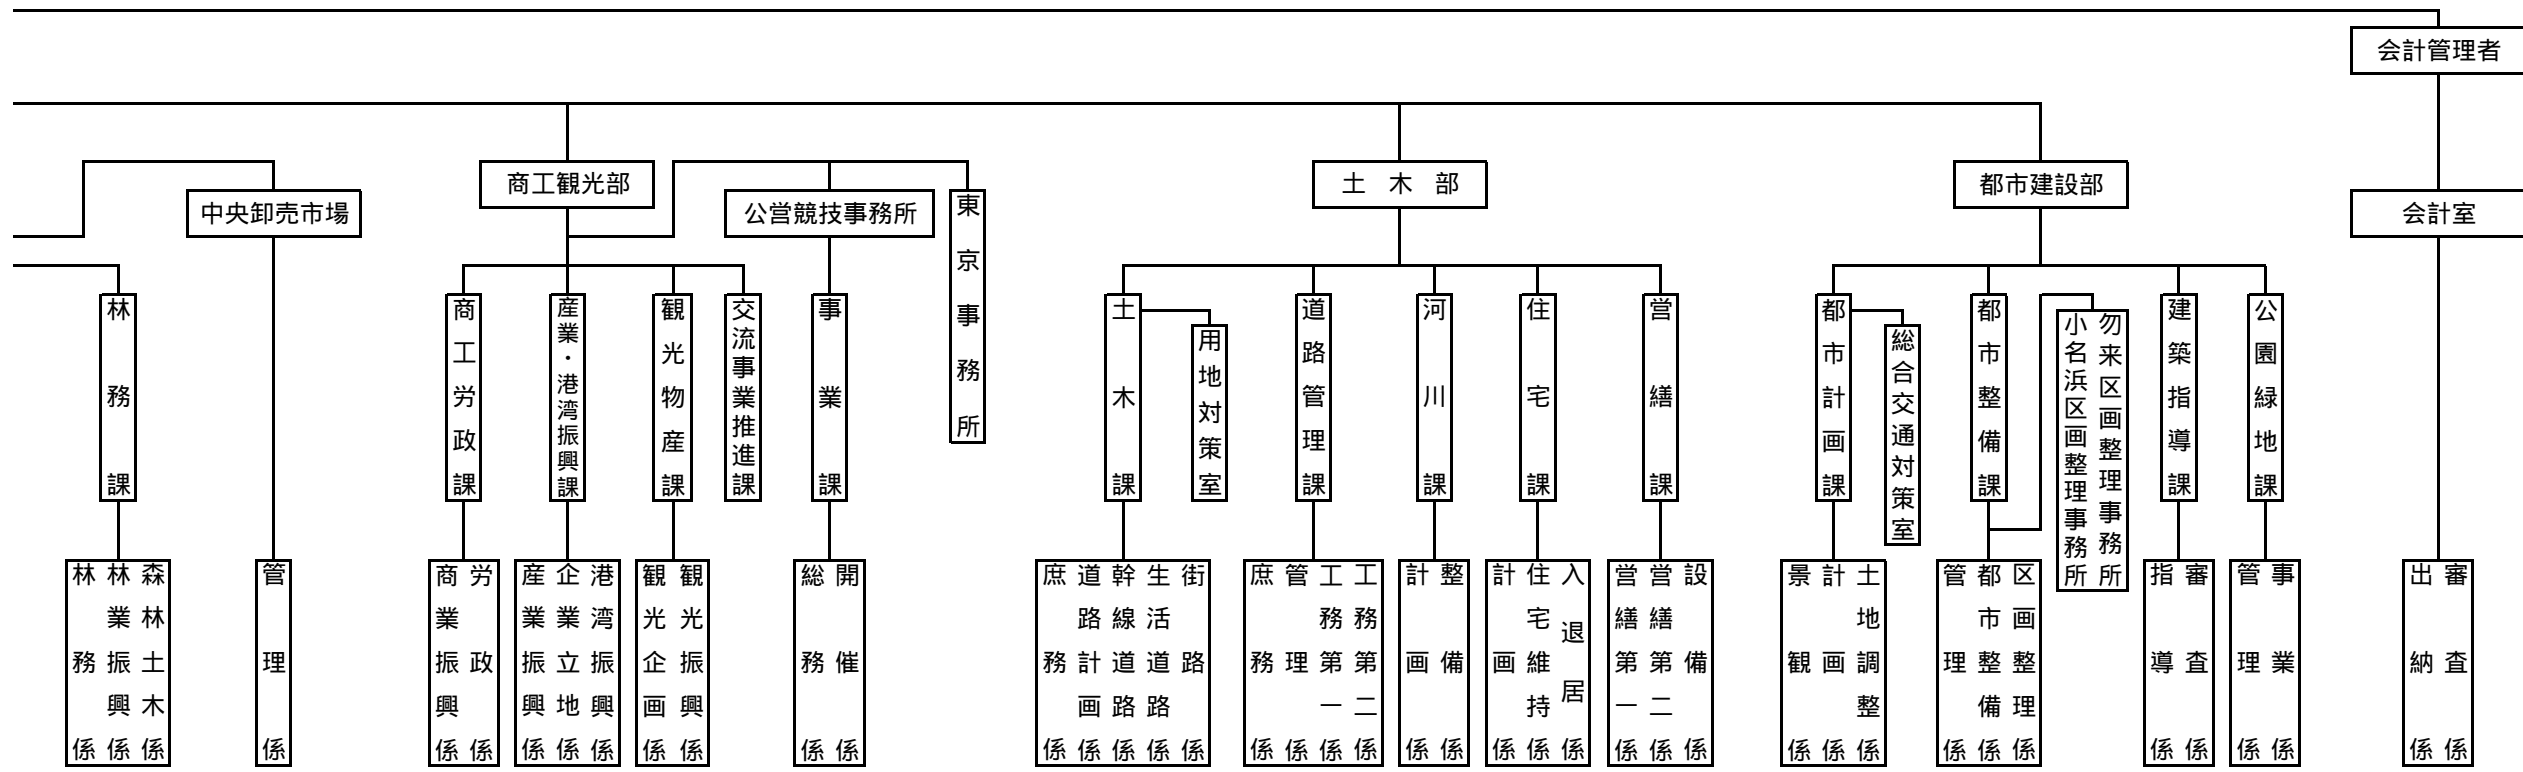 会計管理者
商工観光部
土木部
都市建設部
中央卸売市場
公営競技事務所
東京事務所
会計室
林務課
商工労政課
産業・港湾振興課
観光物産課
交流事業推進課
事業課
土木課
用地対策室
道路管理課
河川課
住宅課
営繕課
都市計画課
総合交通対策室
都市整備課
勿来区画整理事務所
小名浜区画整理事務所
建築指導課
公園緑地課
林務係
林業振興係
森林土木係
管理係
商業振興係
労政係
産業振興係
企業立地係
港湾振興係
観光企画係
観光振興係
総務係
開催係
庶務係
道路計画係
幹線道路係
生活道路係
街路係
庶務係
管理係
工務第一係
工務第二係
計画係
整備係
計画係
住宅維持係
入退居係
営繕第一係
営繕第二係
設備係
景観係
計画係
土地調整係
管理係
都市整備係
区画整理係
指導係
審査係
管理係
事業係
出納係
審査係